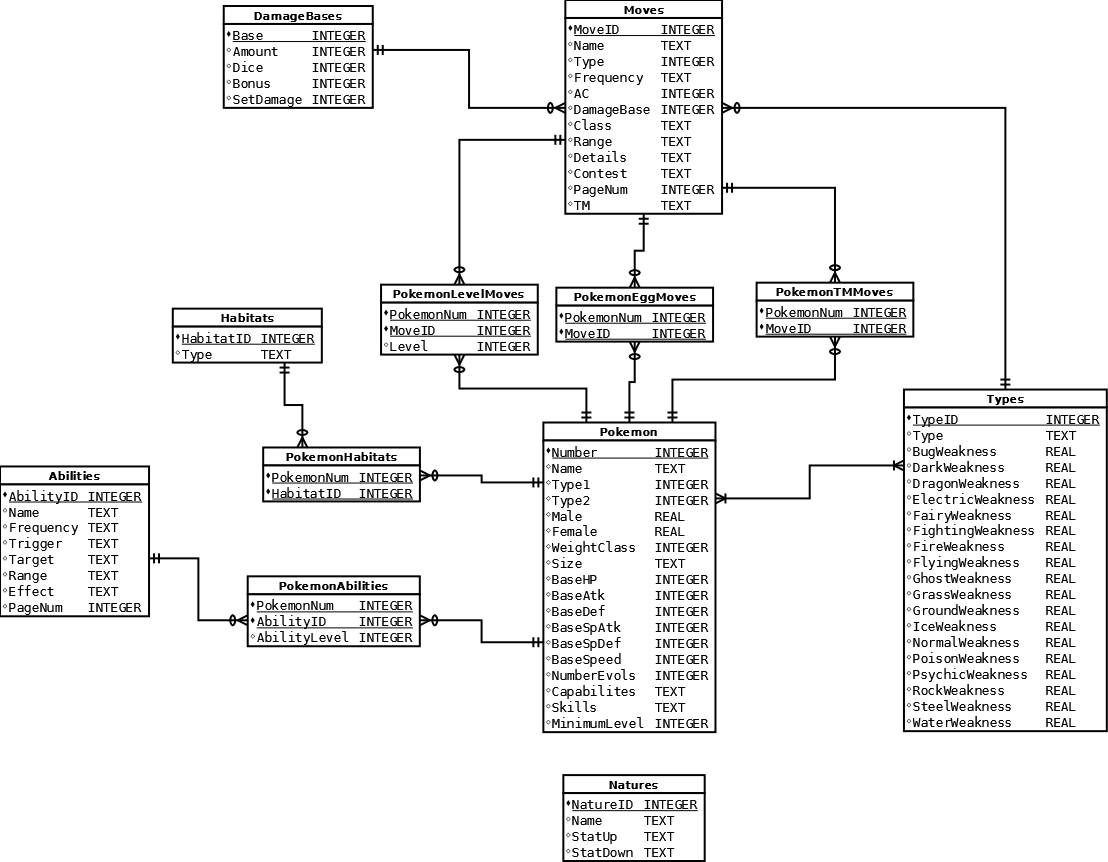 DamageBases
Base INTEGER
Amount INTEGER
Dice INTEGER
Bonus INTEGER
SetDamage INTEGER
Moves
MoveID INTEGER
Name TEXT
Type INTEGER
Frequency TEXT
AC INTEGER
DamageBase INTEGER
Class TEXT
Range TEXT
Details TEXT
Contest TEXT
PageNum INTEGER
TM TEXT
PokemonLevelMoves
PokemonNum INTEGER
MoveID INTEGER
Level INTEGER
PokemonEggMoves
PokemonNum INTEGER
MoveID INTEGER
PokemonTMMoves
PokemonNum INTEGER
MoveID INTEGER
Habitats
HabitatID INTEGER
Type TEXT
PokemonHabitats
PokemonNum INTEGER
HabitatID INTEGER
Abilities
AbilityID INTEGER
Name TEXT
Frequency TEXT
Trigger TEXT
Target TEXT
Range TEXT
Effect TEXT
PageNum INTEGER
PokemonAbilities
PokemonNum INTEGER
AbilityID INTEGER
AbilityLevel INTEGER
Pokemon
Number INTEGER
Name TEXT
Type1 INTEGER
Type2 INTEGER
Male REAL
Female REAL
WeightClass INTEGER
Size TEXT
BaseHP INTEGER
BaseAtk INTEGER
BaseDef INTEGER
BaseSpAtk INTEGER
BaseSpDef INTEGER
BaseSpeed INTEGER
NumberEvols INTEGER
Capabilites TEXT
Skills TEXT
MinimumLevel INTEGER
Types
TypeID INTEGER
Type TEXT
BugWeakness REAL
DarkWeakness REAL
DragonWeakness REAL
ElectricWeakness REAL
FairyWeakness REAL
FightingWeakness REAL
FireWeakness REAL
FlyingWeakness REAL
GhostWeakness REAL
GrassWeakness REAL
GroundWeakness REAL
IceWeakness REAL
NormalWeakness REAL
PoisonWeakness REAL
PsychicWeakness REAL
RockWeakness REAL
SteelWeakness REAL
WaterWeakness REAL
Natures
NatureID INTEGER
Name TEXT
StatUp TEXT
StatDown TEXT